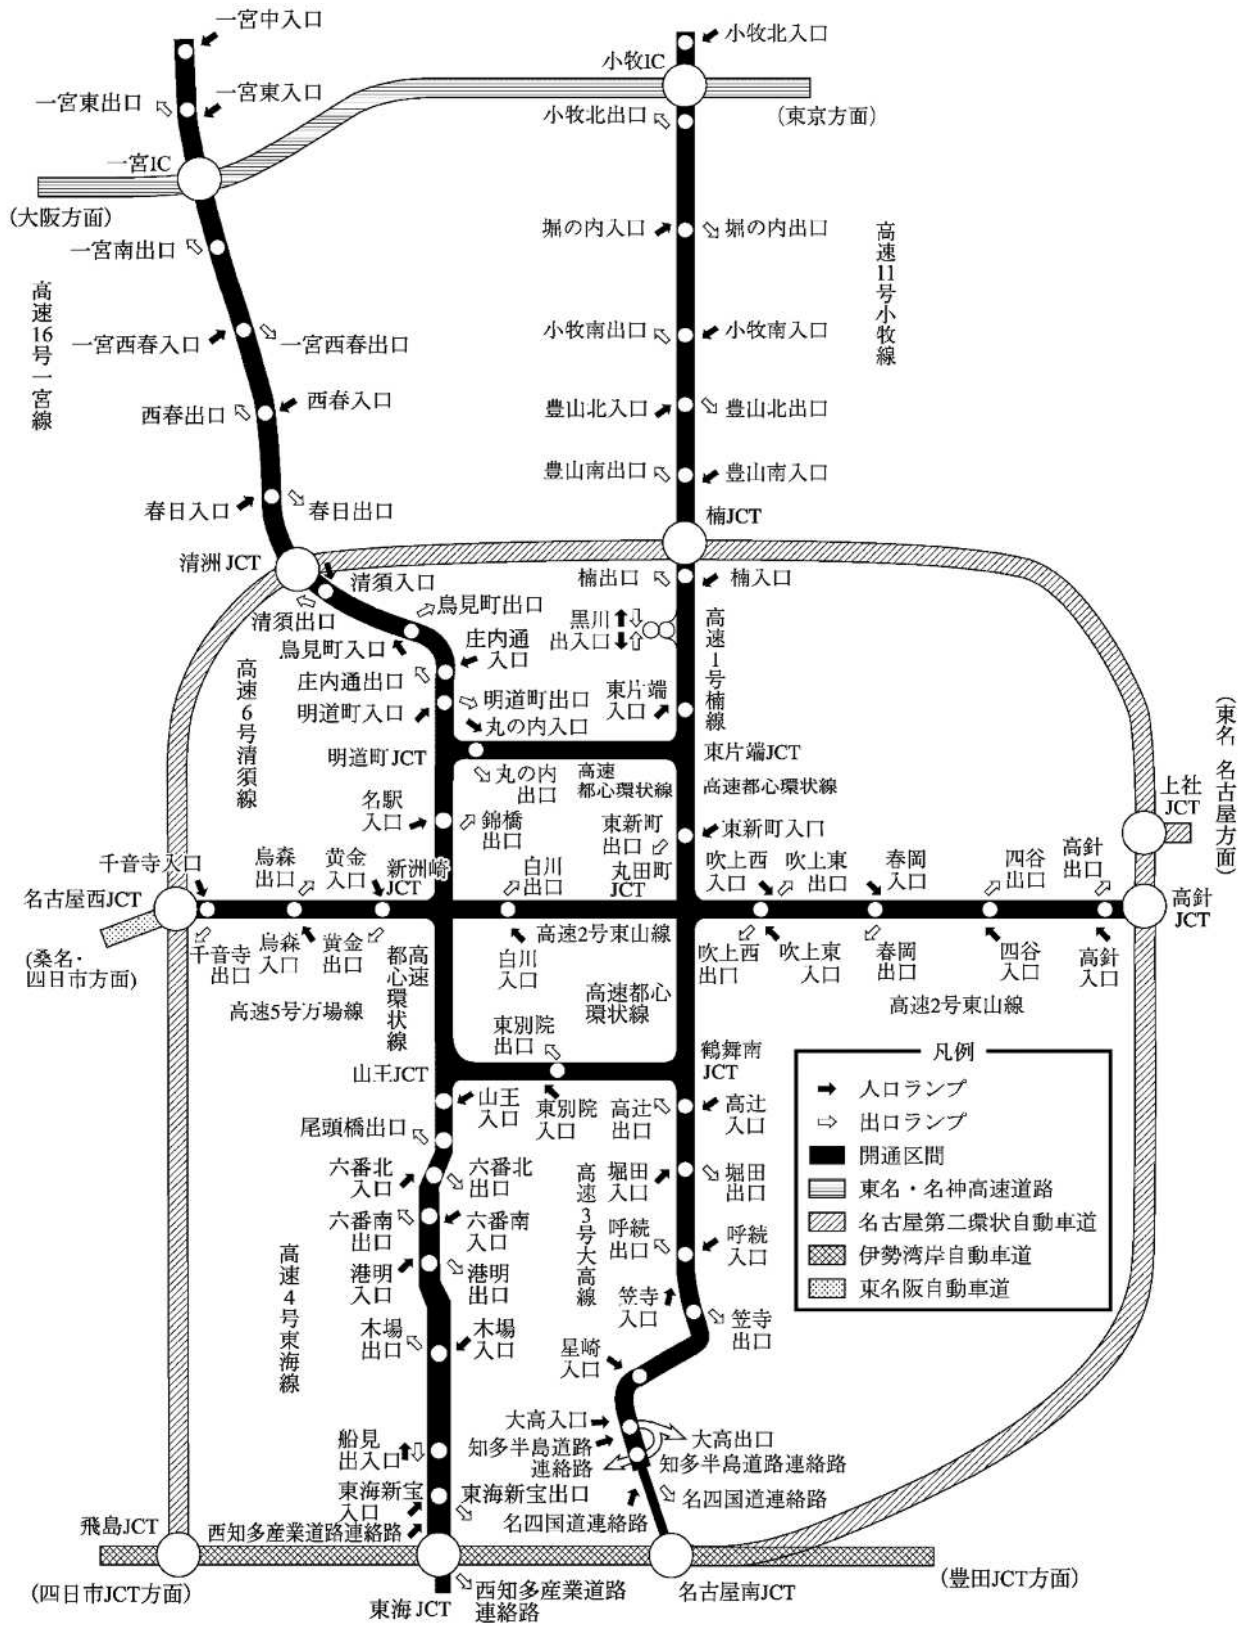 一宮中入口
小牧北入口
小牧IC
一宮東出口
一宮東入口
小牧北出口
(東京方面)
一宮IC
(大阪方面)
一宮南出口
堀の内入口
堀の内出口
高速16号一宮線
高速11号小牧線
一宮西春入口
一宮西春出口
小牧南出口
小牧南入口
西春出口
西春入口
豊山北入口
豊山北出口
豊山南出口
豊山南入口
春日入口
春日出口
楠JCT
清洲JCT
清須入口
楠出口
楠入口
清須出口
鳥見町出口
鳥見町入口
黒川
出入口
高速1号楠線
庄内通
入口
庄内通出口
高速6号清須線
明道町出口
明道町入口
東片端
入口
丸の内入口
明道町JCT
東片端JCT
(東名 名古屋方面)
丸の内
出口
高速
都心環状線
高速都心環状線
上社
JCT
名駅
入口
錦橋
出口
東新町
出口
東新町入口
千音寺入口
烏森
出口
黄金
入口
新洲崎
JCT
白川
出口
丸田町
JCT
吹上西
入口
吹上東
出口
春岡
入口
四谷
出口
高針
出口
名古屋西JCT
高針
JCT
(桑名・
四日市方面)
千音寺
出口
烏森
入口
黄金
出口
高速
都心環状線
白川
入口
高速2号東山線
吹上西
出口
吹上東
入口
春岡
出口
四谷
入口
高針
入口
高速5号万場線
高速都心
環状線
高速2号東山線
東別院
出口
山王JCT
鶴舞南
JCT
凡例
人口ランプ
出口ランプ
開通区間
東名・名神高速道路
名古屋第二環状自動車道
伊勢湾岸自動車道
東名阪自動車道
山王
入口
東別院
入口
高辻
出口
高辻
入口
尾頭橋出口
六番北
入口
六番北
出口
高速3号大高線
堀田
入口
堀田
出口
六番南
出口
六番南
入口
呼続
出口
呼続
入口
高速4号東海線
港明
入口
港明
出口
笠寺
入口
笠寺
出口
木場
出口
木場
入口
星崎
入口
大高入口
大高出口
船見
出入口
知多半島道路
連絡路
知多半島道路連絡路
東海新宝
入口
東海新宝出口
名四国道連絡路
名四国道連絡路
飛島JCT
西知多産業道路連絡路
(四日市JCT方面)
東海JCT
西知多産業道路
連絡路
名古屋南JCT
(豊田JCT方面)